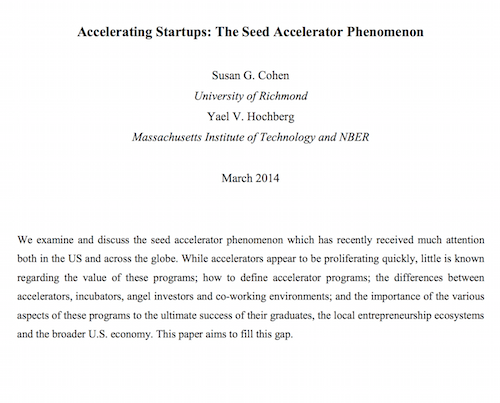 Accelerating Startups: The Seed Accelerator Phenomenon
Susan G. Cohen
University of Richmond
Yael V. Hochberg
Massachusetts Institute of Technology and NBER
March 2014
We examine and discuss the seed accelerator phenomenon which has recently received much attention
both in the US and across the globe. While accelerators appear to be proliferating quickly, little is known
regarding the value of these programs; how to define accelerator programs; the differences between
accelerators, incubators, angel investors and co-working environments; and the importance of the various
aspects of these programs to the ultimate success of their graduates, the local entrepreneurship ecosystems
and the broader U.S. economy. This paper aims to fill this gap.